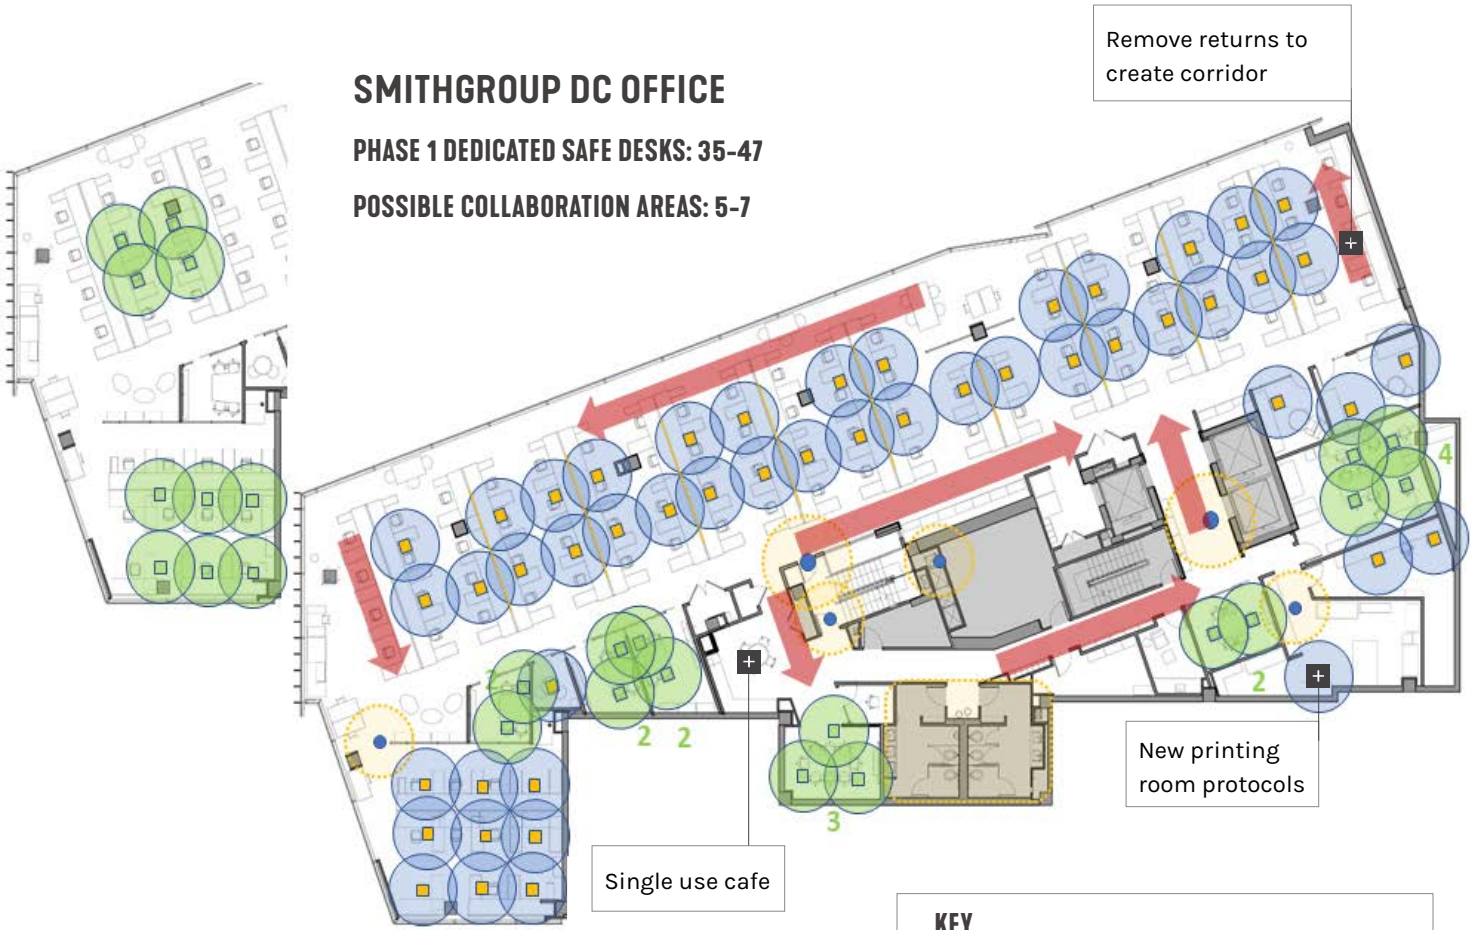 Remove returns to
create corridor
SMITHGROUP DC OFFICE
PHASE 1 DEDICATED SAFE DESKS: 35-47
POSSIBLE COLLABORATION AREAS: 5-7
4
2
2
2 2
3
New printing
room protocols
Single use cafe
KEY